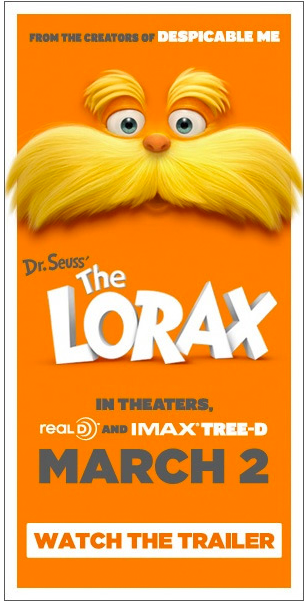 FROM THE CREATORS OF DESPICABLE ME
Dr. Seuss'
The
LORAX
IN THEATERS,
REAL D AND IMAX® TREE-D
MARCH 2
WATCH THE TRAILER